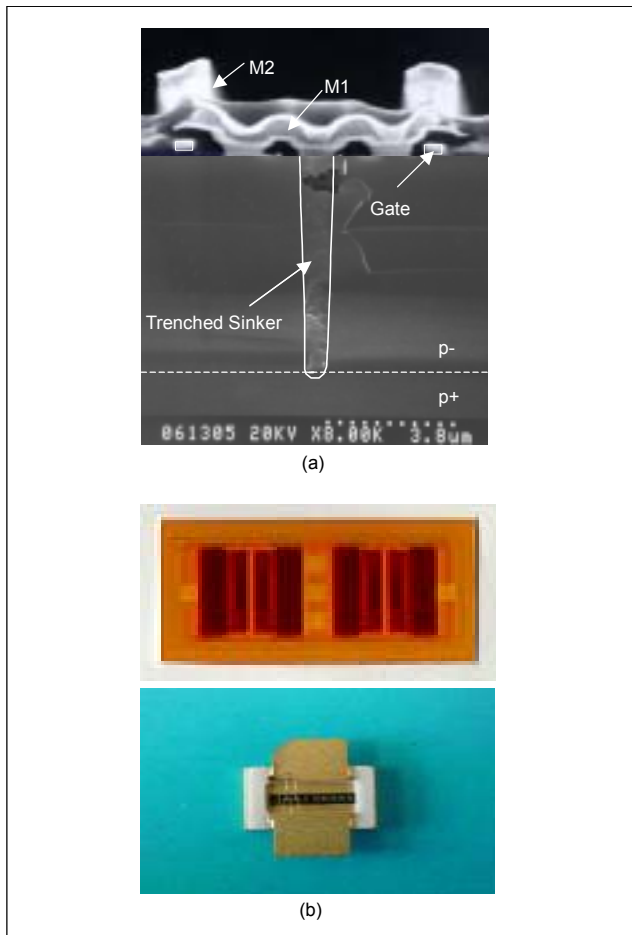 M2
M1
Gate
Trenched Sinker
p-
p+
061305 20KV X8.00K 3.8um
(a)
(b)